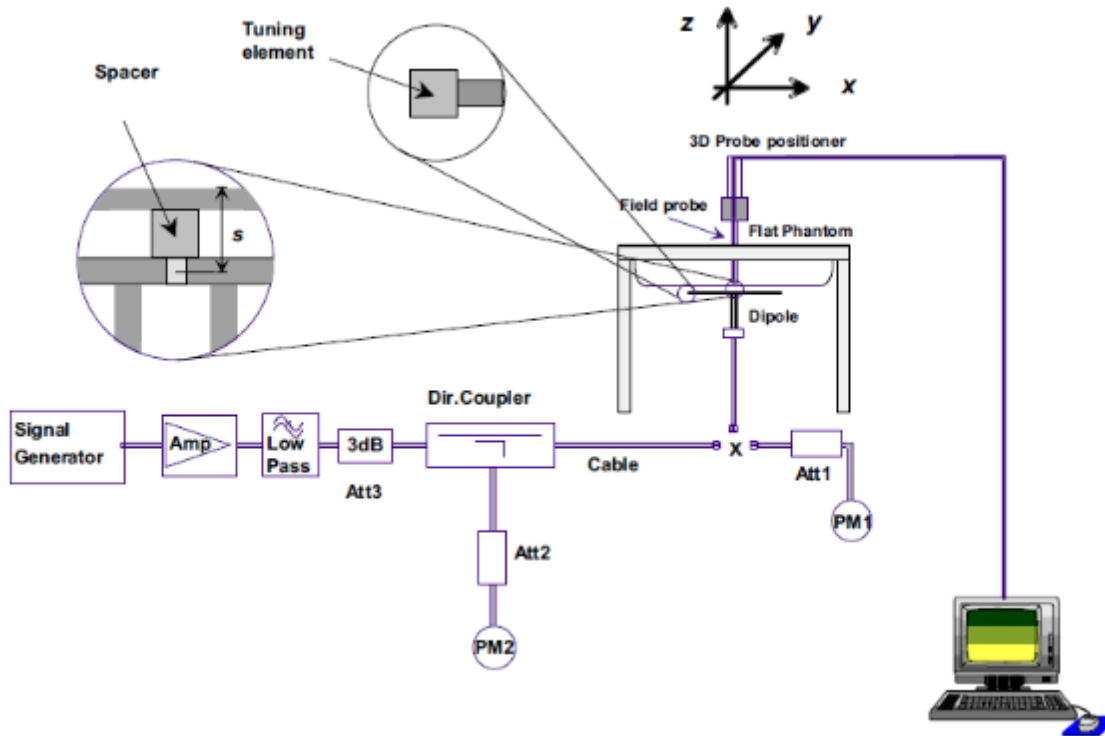 Tuning
element
Spacer
s
z
y
x
3D Probe positioner
Field probe
Flat Phantom
Dipole
Dir.Coupler
Signal
Generator
Amp
Low
Pass
3dB
Att3
Cable
X
Att1
PM1
Att2
PM2